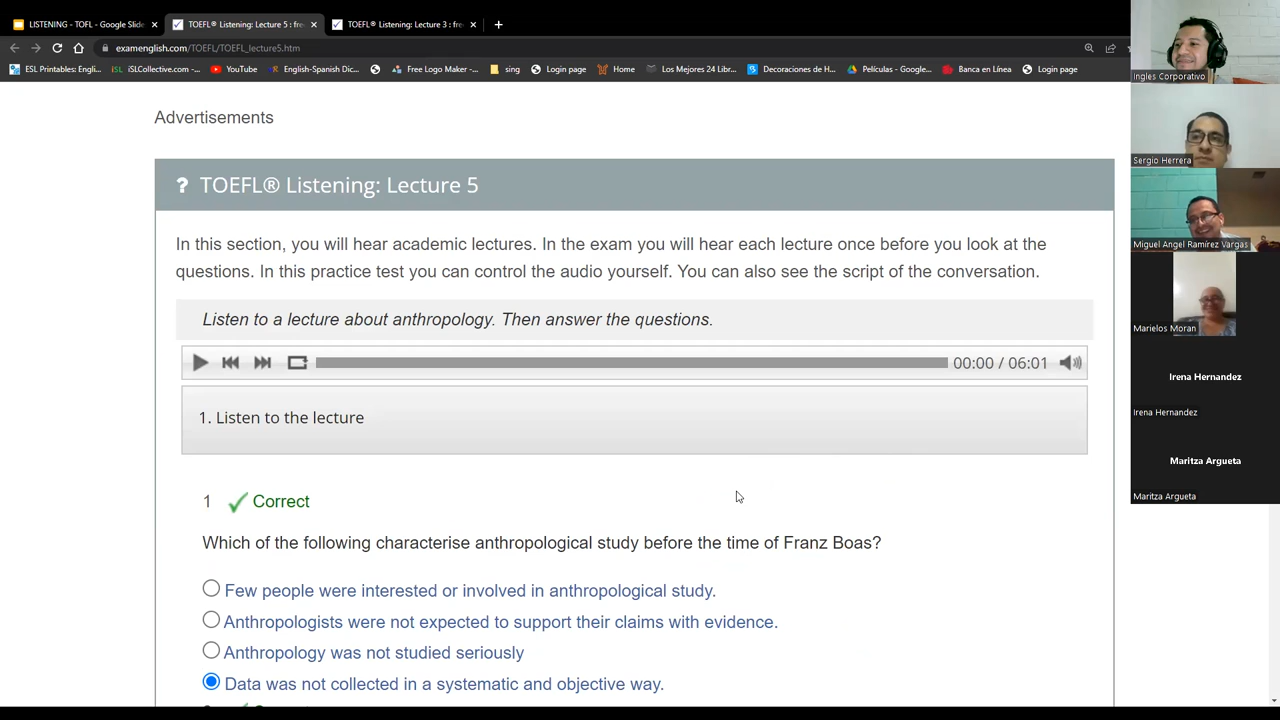 LISTENING - TOFL - Google Slide
TOEFL® Listening: Lecture 5 : fre
TOEFL® Listening: Lecture 3 : fre
examenglish.com/TOEFL/TOEFL_lecture5.htm
ESL Printables: Engli...
iSLCollective.com -...
YouTube
English-Spanish Dic...
Free Logo Maker -...
sing
Login page
Home
Los Mejores 24 Libr...
Decoraciones de H...
Películas - Google...
Banca en Línea
Login page
Advertisements
? TOEFL® Listening: Lecture 5
In this section, you will hear academic lectures. In the exam you will hear each lecture once before you look at the
questions. In this practice test you can control the audio yourself. You can also see the script of the conversation.
Listen to a lecture about anthropology. Then answer the questions.
00:00 / 06:01
1. Listen to the lecture
1 Correct
Which of the following characterise anthropological study before the time of Franz Boas?
Few people were interested or involved in anthropological study.
Anthropologists were not expected to support their claims with evidence.
Anthropology was not studied seriously
Data was not collected in a systematic and objective way.
Ingles Corporativo
Sergio Herrera
Miguel Angel Ramírez Vargas
Marielos Moran
Irena Hernandez
Irena Hernandez
Maritza Argueta
Maritza Argueta